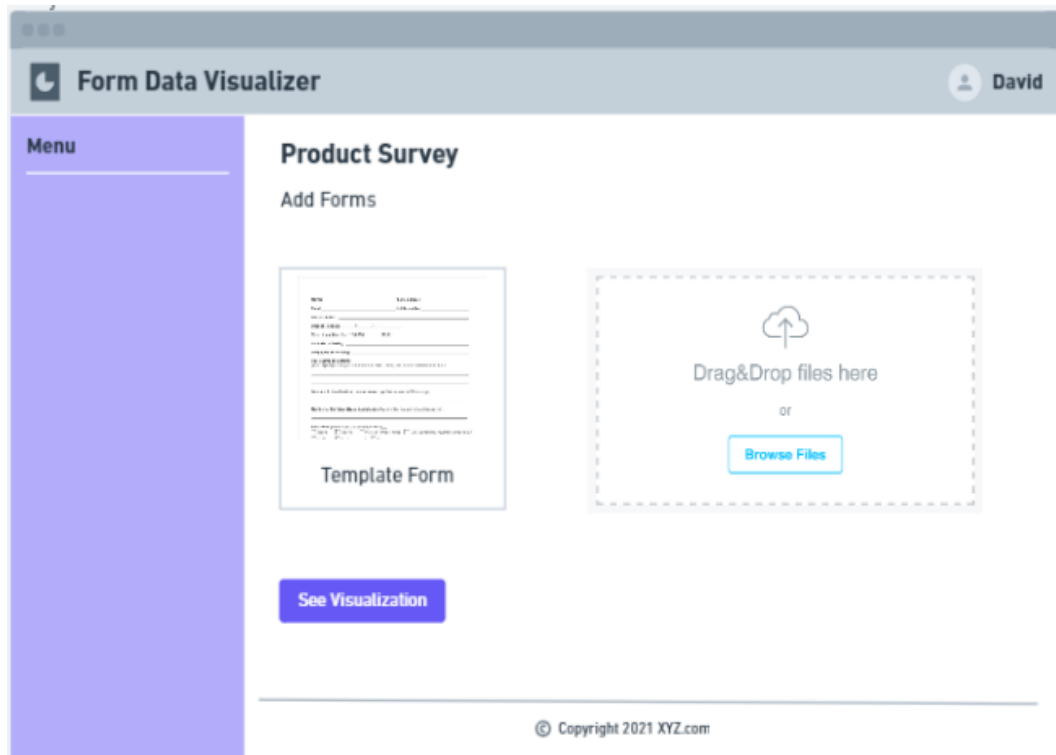 Form Data Visualizer
David
Menu
Product Survey
Add Forms
Template Form
Drag&Drop files here
or
Browse Files
See Visualization
© Copyright 2021 XYZ.com